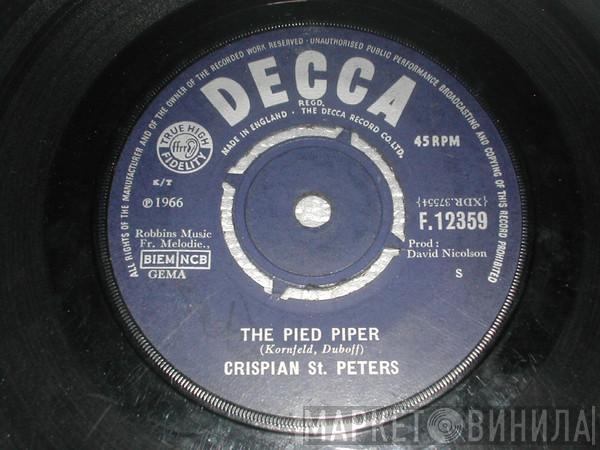 ALL RIGHTS OF THE MANUFACTURER AND OF THE OWNER OF THE RECORDED WORK RESERVED · UNAUTHORISED PUBLIC PERFORMANCE BROADCASTING AND COPYING OF THIS RECORD PROHIBITED
DECCA
REGD.
MADE IN ENGLAND · THE DECCA RECORD CO. LTD.
TRUE HIGH
ffrr
FIDELITY
45 RPM
K/T
{XDR.37554}
℗ 1966
F.12359
Robbins Music
Fr. Melodie.,
BIEM NCB
GEMA
Prod :
David Nicolson
S
THE PIED PIPER
(Kornfeld, Duboff)
CRISPIAN St. PETERS
МАРКЕТ ВИНИЛА